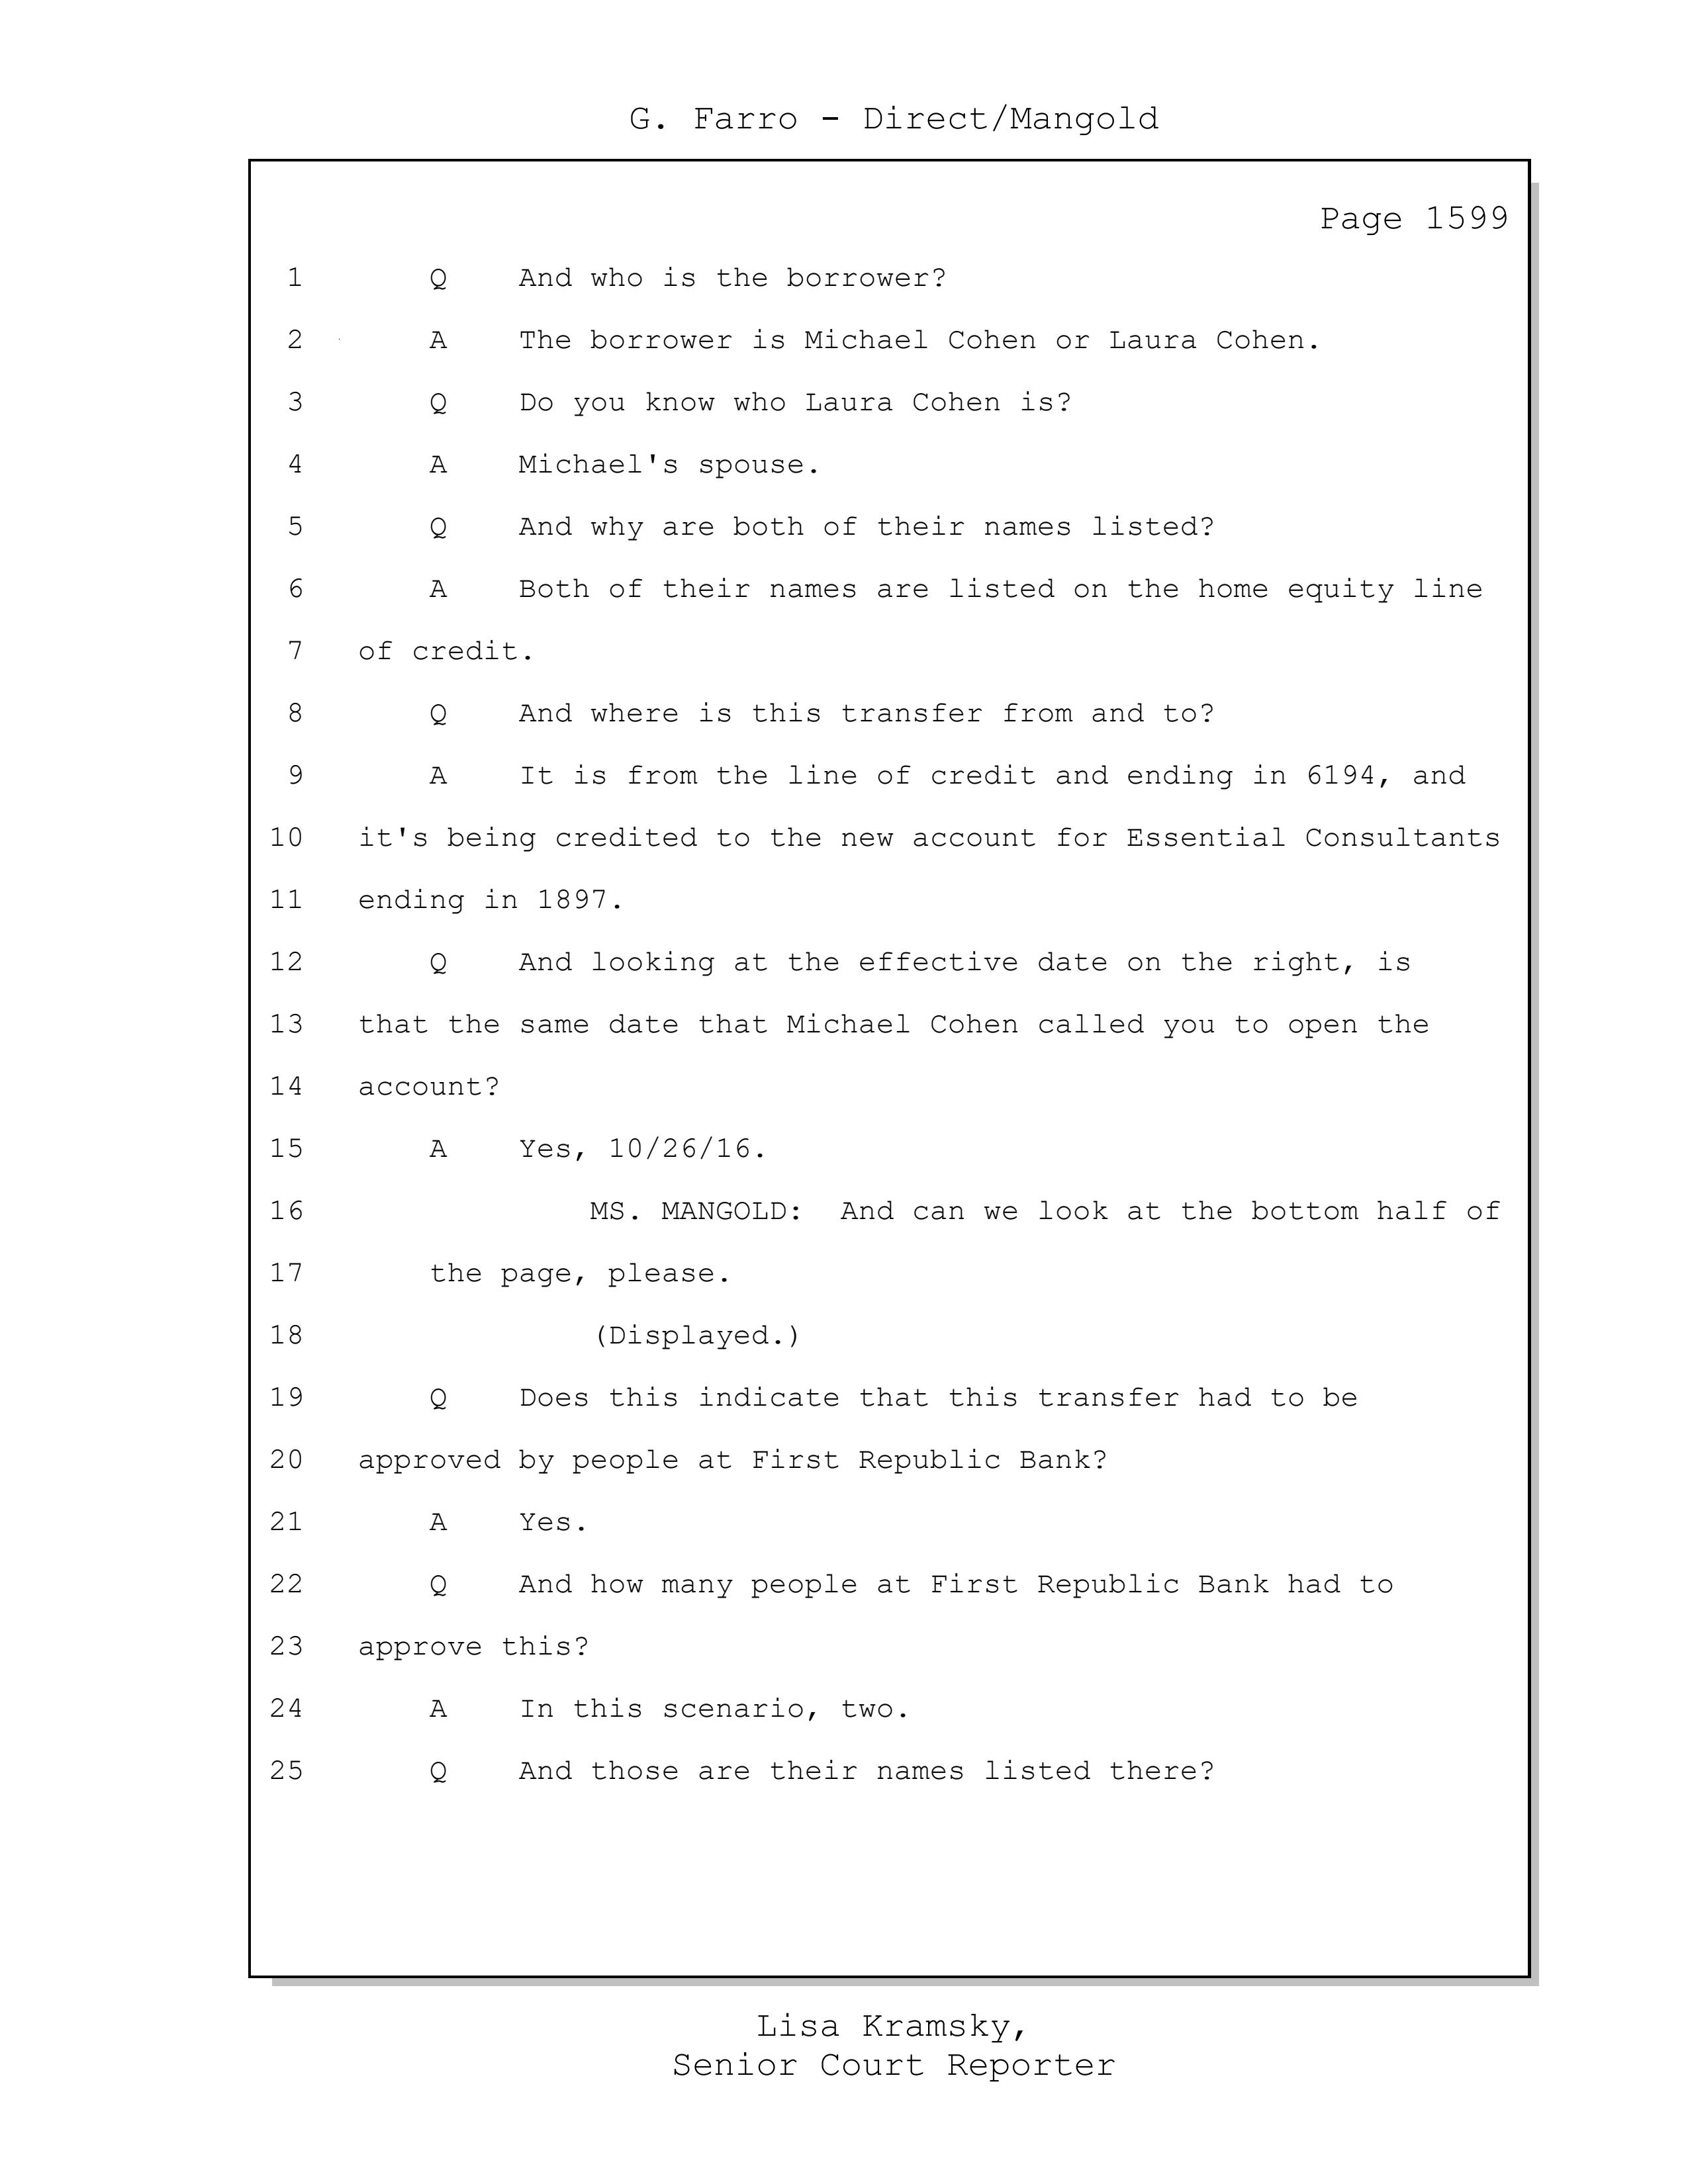 G. Farro - Direct/Mangold
Page 1599
1 Q And who is the borrower?
2 A The borrower is Michael Cohen or Laura Cohen.
3 Q Do you know who Laura Cohen is?
4 A Michael's spouse.
5 Q And why are both of their names listed?
6 A Both of their names are listed on the home equity line
7 of credit.
8 Q And where is this transfer from and to?
9 A It is from the line of credit and ending in 6194, and
10 it's being credited to the new account for Essential Consultants
11 ending in 1897.
12 Q And looking at the effective date on the right, is
13 that the same date that Michael Cohen called you to open the
14 account?
15 A Yes, 10/26/16.
16 MS. MANGOLD: And can we look at the bottom half of
17 the page, please.
18 (Displayed.)
19 Q Does this indicate that this transfer had to be
20 approved by people at First Republic Bank?
21 A Yes.
22 Q And how many people at First Republic Bank had to
23 approve this?
24 A In this scenario, two.
25 Q And those are their names listed there?
Lisa Kramsky,
Senior Court Reporter